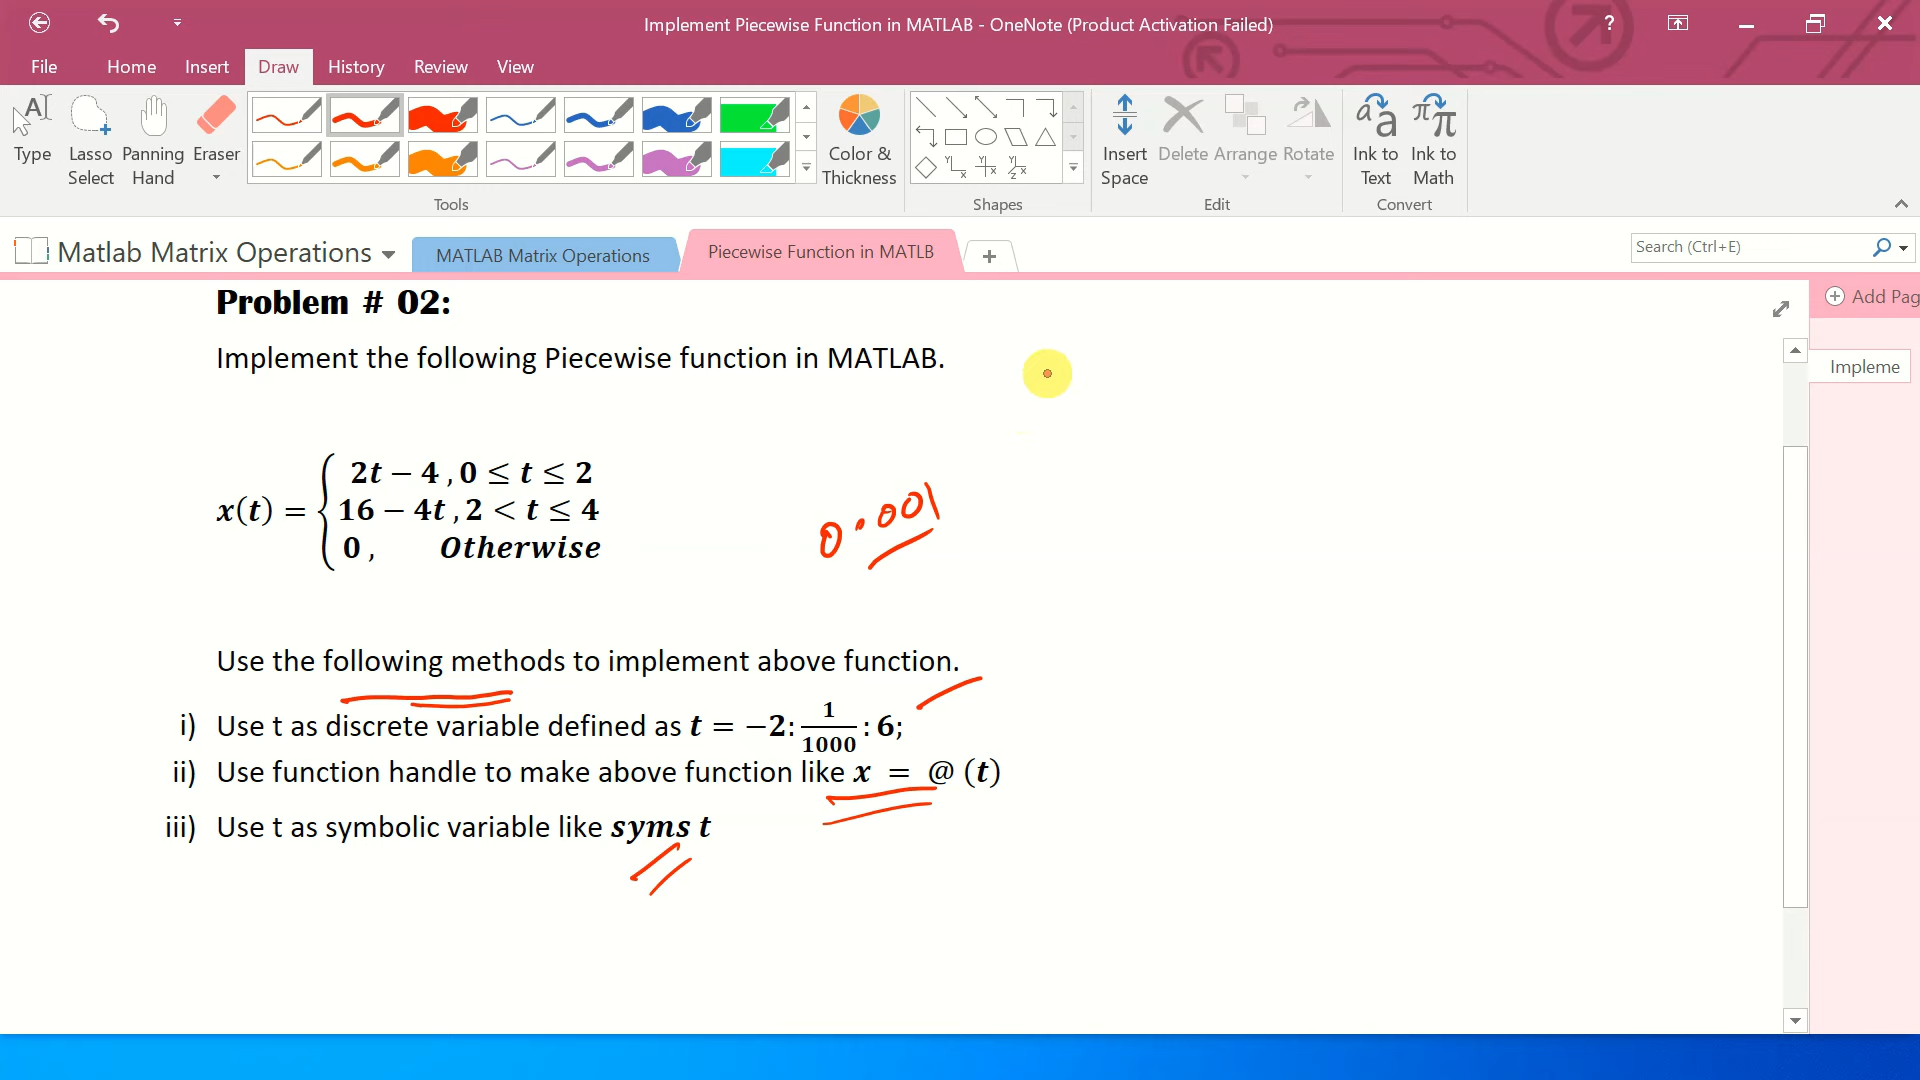 Implement Piecewise Function in MATLAB - OneNote (Product Activation Failed)
?
File Home Insert Draw History Review View
Type
Lasso Select
Panning Hand
Eraser
Color & Thickness
Insert Space
Delete
Arrange
Rotate
Ink to Text
Ink to Math
Tools Shapes Edit Convert
Matlab Matrix Operations
MATLAB Matrix Operations
Piecewise Function in MATLB
Search (Ctrl+E)
Add Pag
Impleme
Problem # 02:
Implement the following Piecewise function in MATLAB.
2t − 4 , 0 ≤ t ≤ 2
x(t) = { 16 − 4t , 2 < t ≤ 4
0 , Otherwise
0.001
Use the following methods to implement above function.
i) Use t as discrete variable defined as t = −2: 1/1000 : 6;
ii) Use function handle to make above function like x = @ (t)
iii) Use t as symbolic variable like syms t